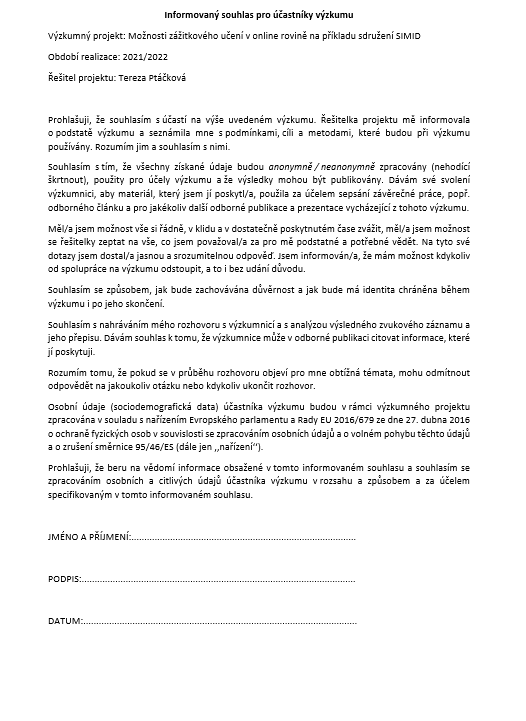 Informovaný souhlas pro účastníky výzkumu
Výzkumný projekt: Možnosti zážitkového učení v online rovině na příkladu sdružení SIMID
Období realizace: 2021/2022
Řešitel projektu: Tereza Ptáčková
Prohlašuji, že souhlasím s účastí na výše uvedeném výzkumu. Řešitelka projektu mě informovala
o podstatě výzkumu a seznámila mne s podmínkami, cíli a metodami, které budou při výzkumu
používány. Rozumím jim a souhlasím s nimi.
Souhlasím s tím, že všechny získané údaje budou anonymně / neanonymně zpracovány (nehodící
škrtnout), použity pro účely výzkumu a že výsledky mohou být publikovány. Dávám své svolení
výzkumnici, aby materiál, který jsem jí poskytl/a, použila za účelem sepsání závěrečné práce, popř.
odborného článku a pro jakékoliv další odborné publikace a prezentace vycházející z tohoto výzkumu.
Měl/a jsem možnost vše si řádně, v klidu a v dostatečně poskytnutém čase zvážit, měl/a jsem možnost
se řešitelky zeptat na vše, co jsem považoval/a za pro mě podstatné a potřebné vědět. Na tyto své
dotazy jsem dostal/a jasnou a srozumitelnou odpověď. Jsem informován/a, že mám možnost kdykoliv
od spolupráce na výzkumu odstoupit, a to i bez udání důvodu.
Souhlasím se způsobem, jak bude zachovávána důvěrnost a jak bude má identita chráněna během
výzkumu i po jeho skončení.
Souhlasím s nahráváním mého rozhovoru s výzkumnicí a s analýzou výsledného zvukového záznamu a
jeho přepisu. Dávám souhlas k tomu, že výzkumnice může v odborné publikaci citovat informace, které
jí poskytuji.
Rozumím tomu, že pokud se v průběhu rozhovoru objeví pro mne obtížná témata, mohu odmítnout
odpovědět na jakoukoliv otázku nebo kdykoliv ukončit rozhovor.
Osobní údaje (sociodemografická data) účastníka výzkumu budou v rámci výzkumného projektu
zpracována v souladu s nařízením Evropského parlamentu a Rady EU 2016/679 ze dne 27. dubna 2016
o ochraně fyzických osob v souvislosti se zpracováním osobních údajů a o volném pohybu těchto údajů
a o zrušení směrnice 95/46/ES (dále jen ,,nařízení‘‘).
Prohlašuji, že beru na vědomí informace obsažené v tomto informovaném souhlasu a souhlasím se
zpracováním osobních a citlivých údajů účastníka výzkumu v rozsahu a způsobem a za účelem
specifikovaným v tomto informovaném souhlasu.
JMÉNO A PŘÍJMENÍ:......................................................................
PODPIS:.....................................................................................
DATUM:.....................................................................................